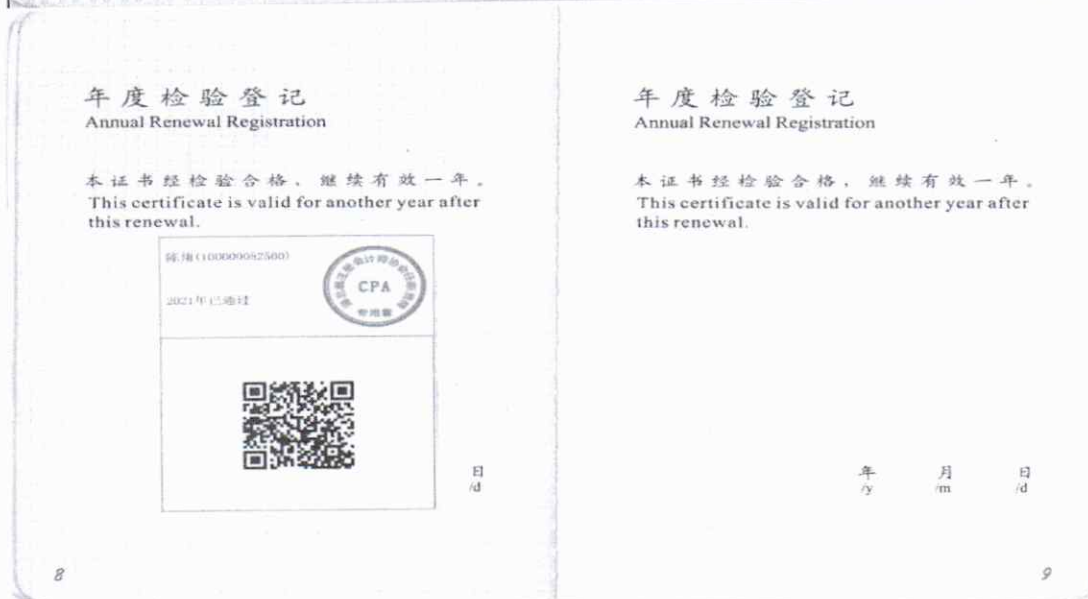 年度检验登记
Annual Renewal Registration
本证书经检验合格，继续有效一年。
This certificate is valid for another year after
this renewal.
2021年已通过
CPA
专用章
日
/d
8
年度检验登记
Annual Renewal Registration
本证书经检验合格，继续有效一年。
This certificate is valid for another year after
this renewal.
年 月 日
/y /m /d
9